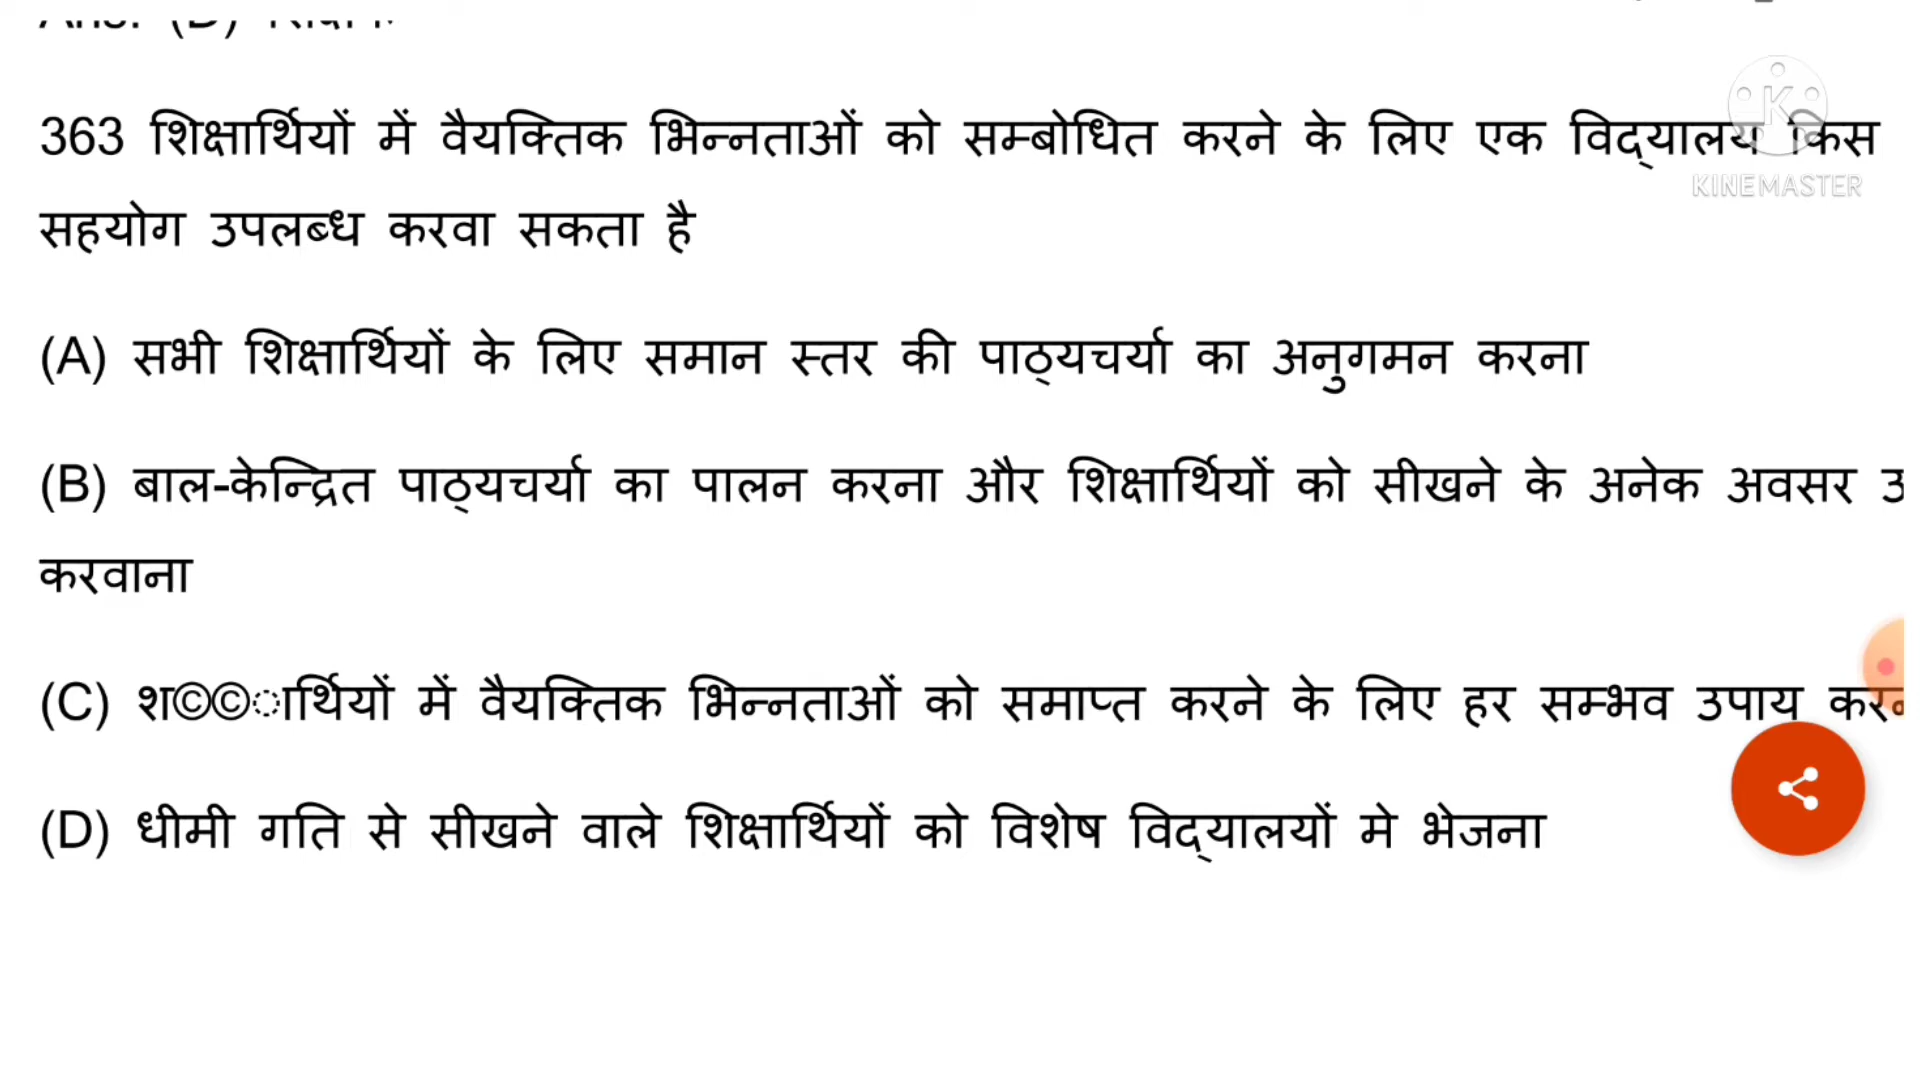 363 शिक्षार्थियों में वैयक्तिक भिन्नताओं को सम्बोधित करने के लिए एक विद्यालय किस
सहयोग उपलब्ध करवा सकता है
(A) सभी शिक्षार्थियों के लिए समान स्तर की पाठ्यचर्या का अनुगमन करना
(B) बाल-केन्द्रित पाठ्यचर्या का पालन करना और शिक्षार्थियों को सीखने के अनेक अवसर
करवाना
(C) श©©ार्थियों में वैयक्तिक भिन्नताओं को समाप्त करने के लिए हर सम्भव उपाय
(D) धीमी गति से सीखने वाले शिक्षार्थियों को विशेष विद्यालयों मे भेजना
K
KINEMASTER